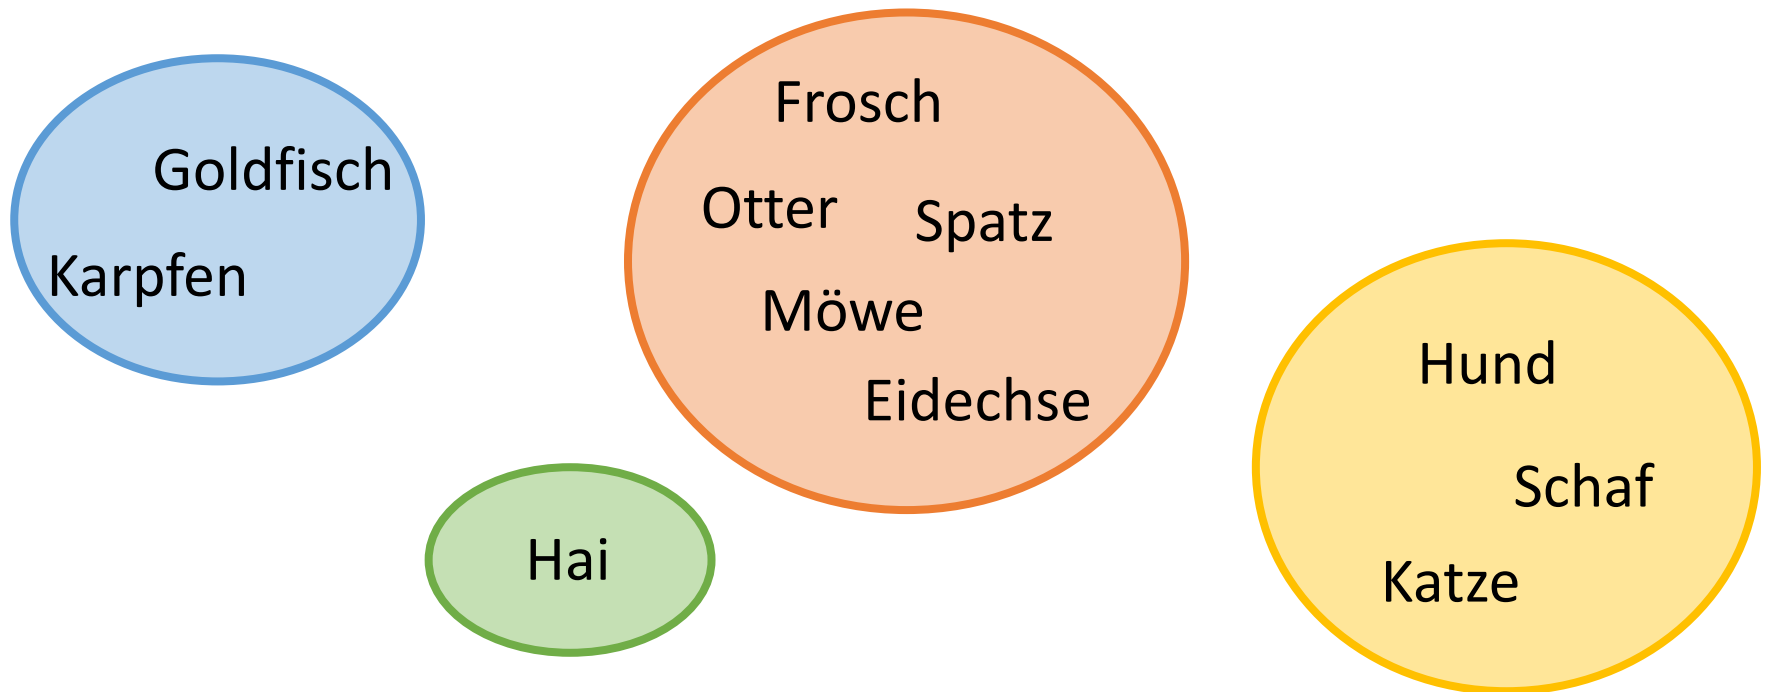 Goldfisch
Karpfen
Frosch
Otter
Spatz
Möwe
Eidechse
Hai
Hund
Schaf
Katze